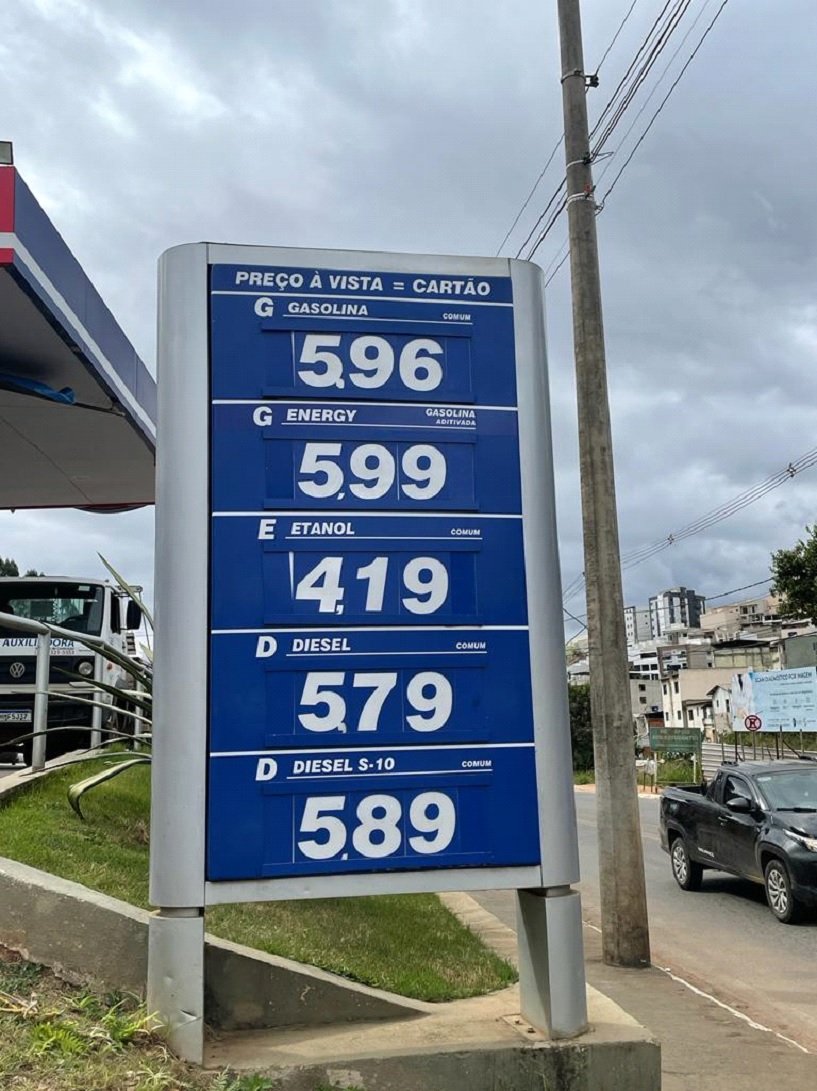 PREÇO À VISTA = CARTÃO
G GASOLINA COMUM
5,96
G ENERGY GASOLINA ADITIVADA
5,99
E ETANOL COMUM
4,19
D DIESEL COMUM
5,79
D DIESEL S-10 COMUM
5,89